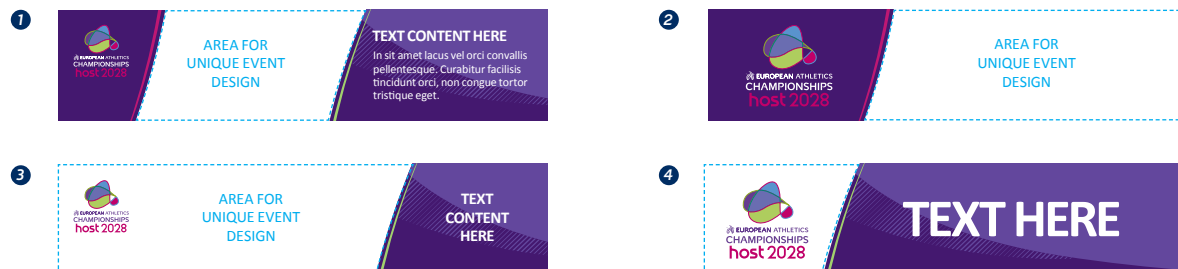 1
EUROPEAN ATHLETICS
CHAMPIONSHIPS
host 2028
AREA FOR
UNIQUE EVENT
DESIGN
TEXT CONTENT HERE
In sit amet lacus vel orci convallis
pellentesque. Curabitur facilisis
tincidunt orci, non congue tortor
tristique eget.
2
EUROPEAN ATHLETICS
CHAMPIONSHIPS
host 2028
AREA FOR
UNIQUE EVENT
DESIGN
3
EUROPEAN ATHLETICS
CHAMPIONSHIPS
host 2028
AREA FOR
UNIQUE EVENT
DESIGN
TEXT
CONTENT
HERE
4
EUROPEAN ATHLETICS
CHAMPIONSHIPS
host 2028
TEXT HERE